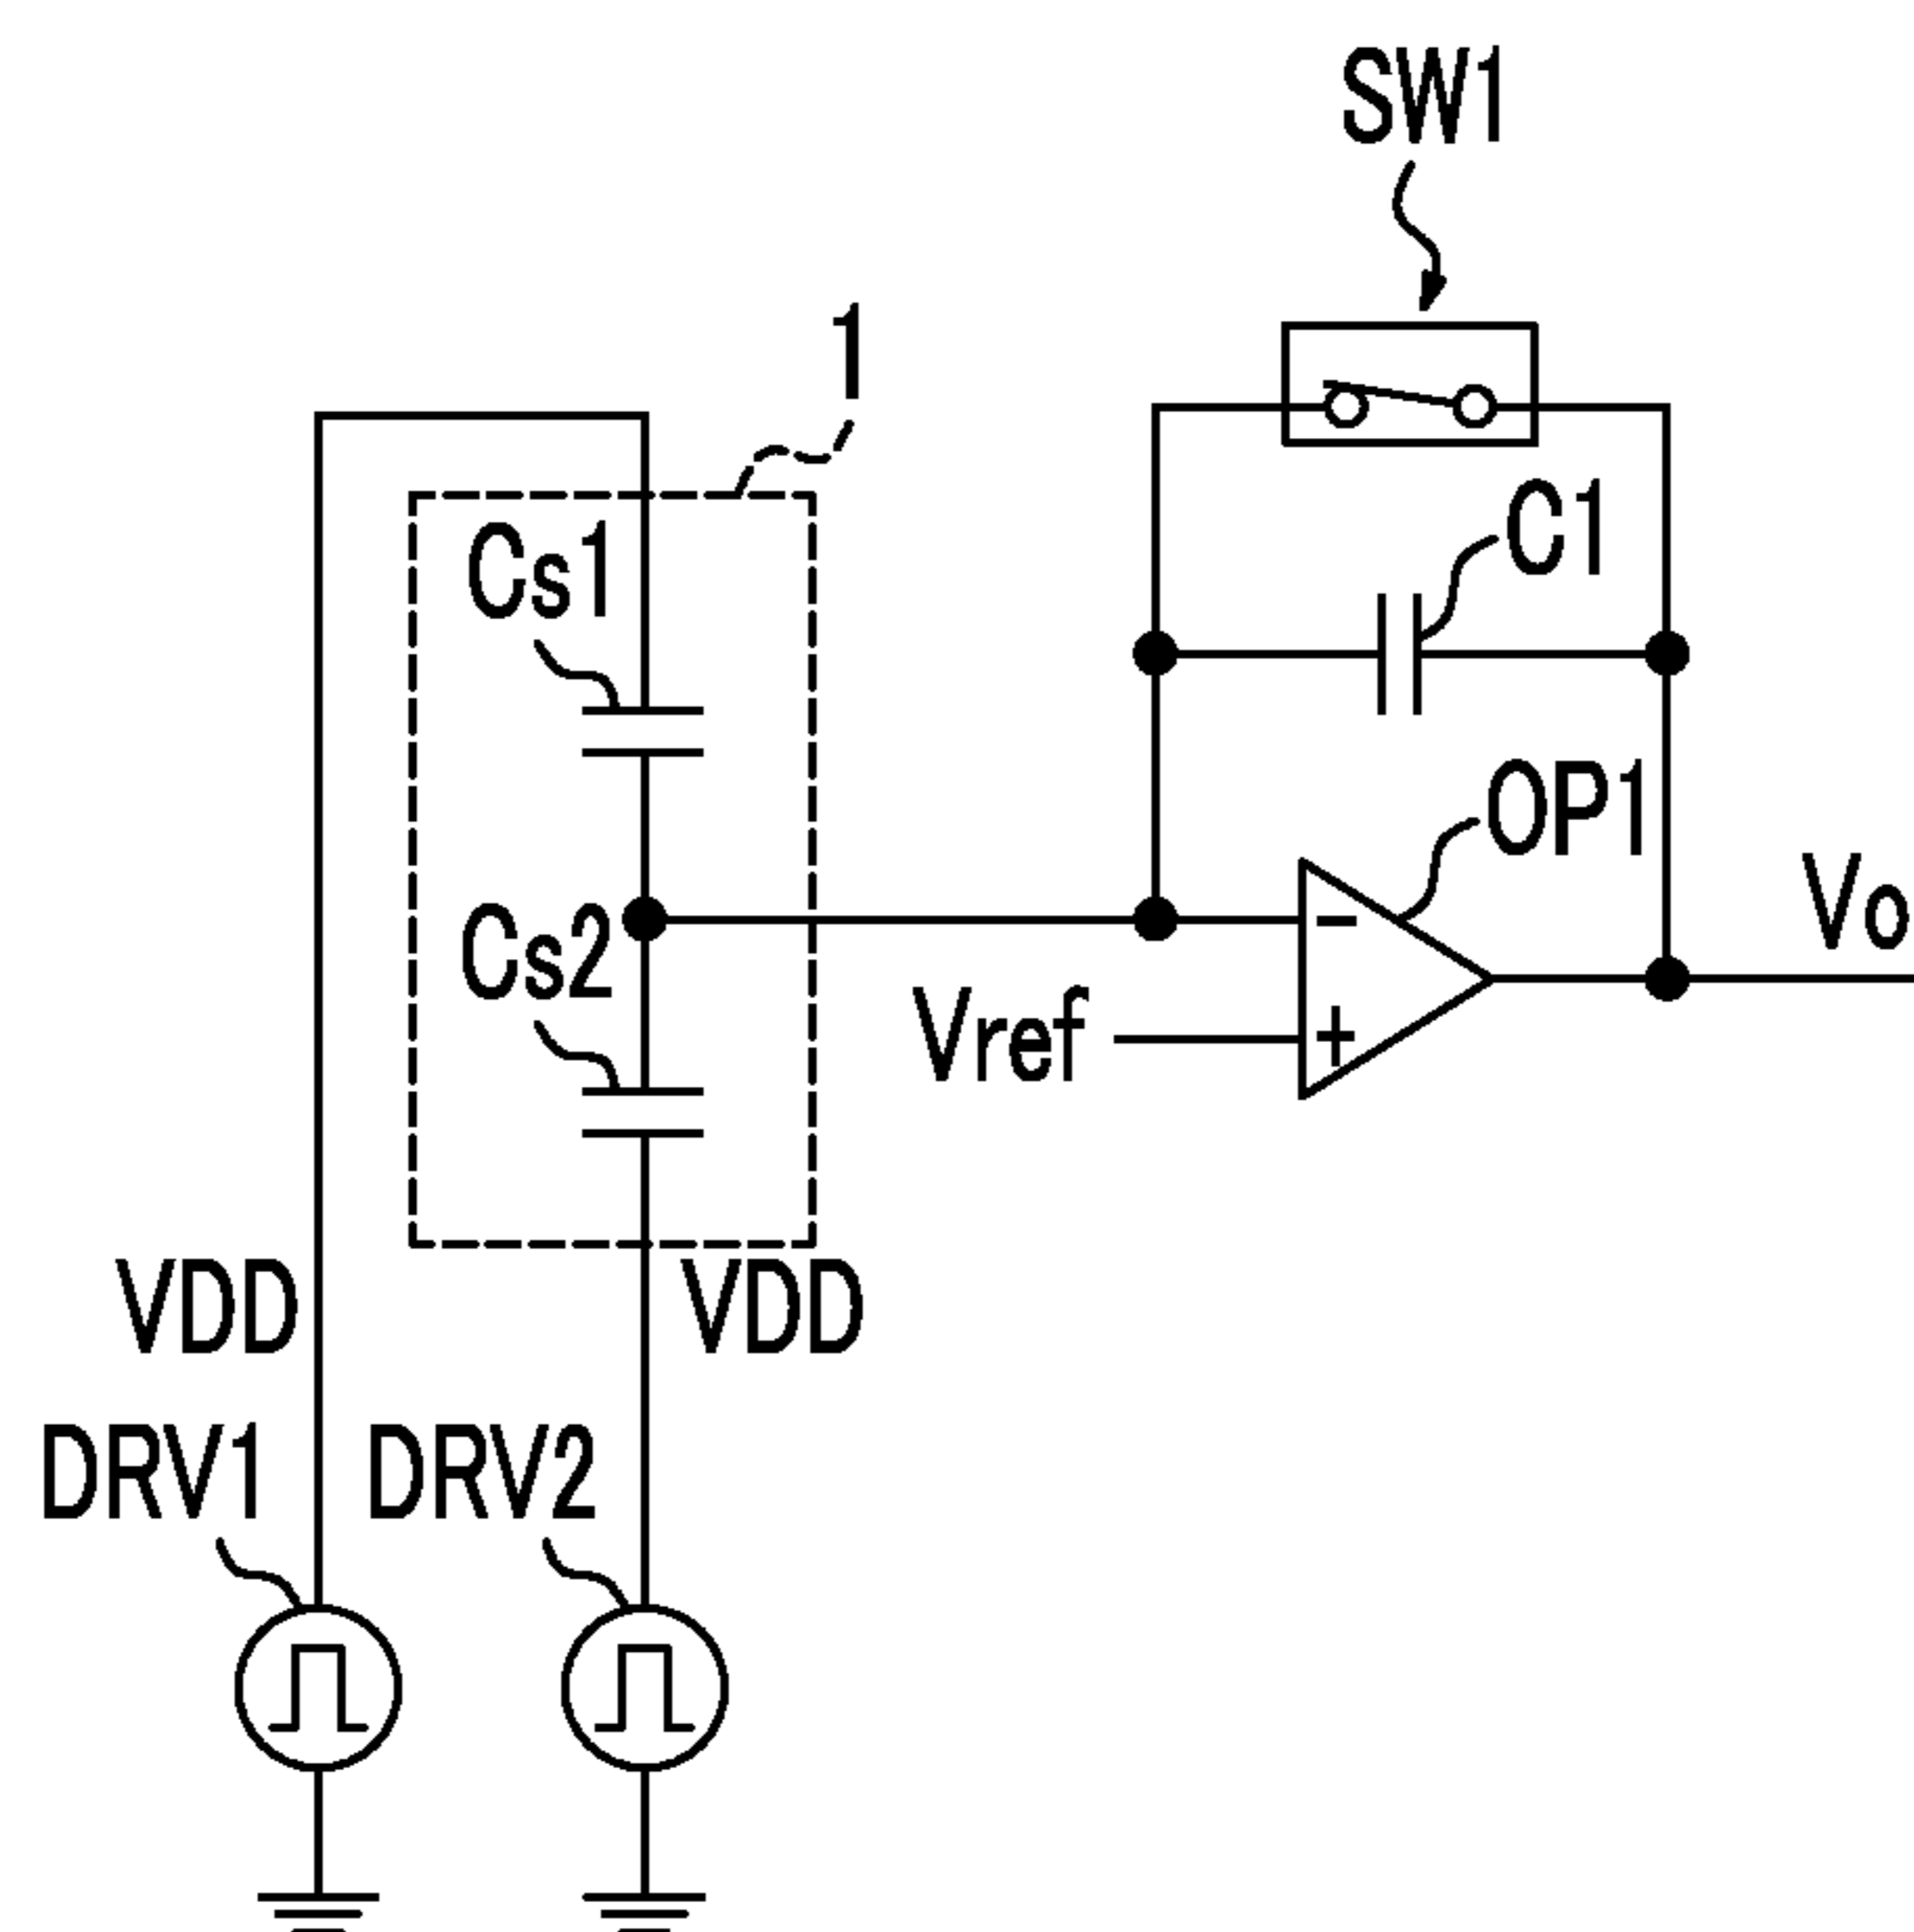 SW1
1
Cs1
C1
OP1
Cs2
Vo
Vref
−
+
VDD
VDD
DRV1
DRV2